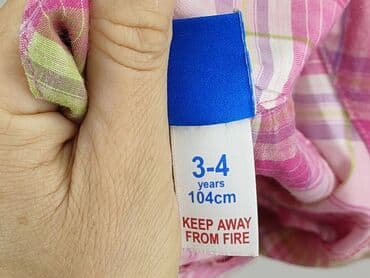 3-4
years
104cm
KEEP AWAY
FROM FIRE